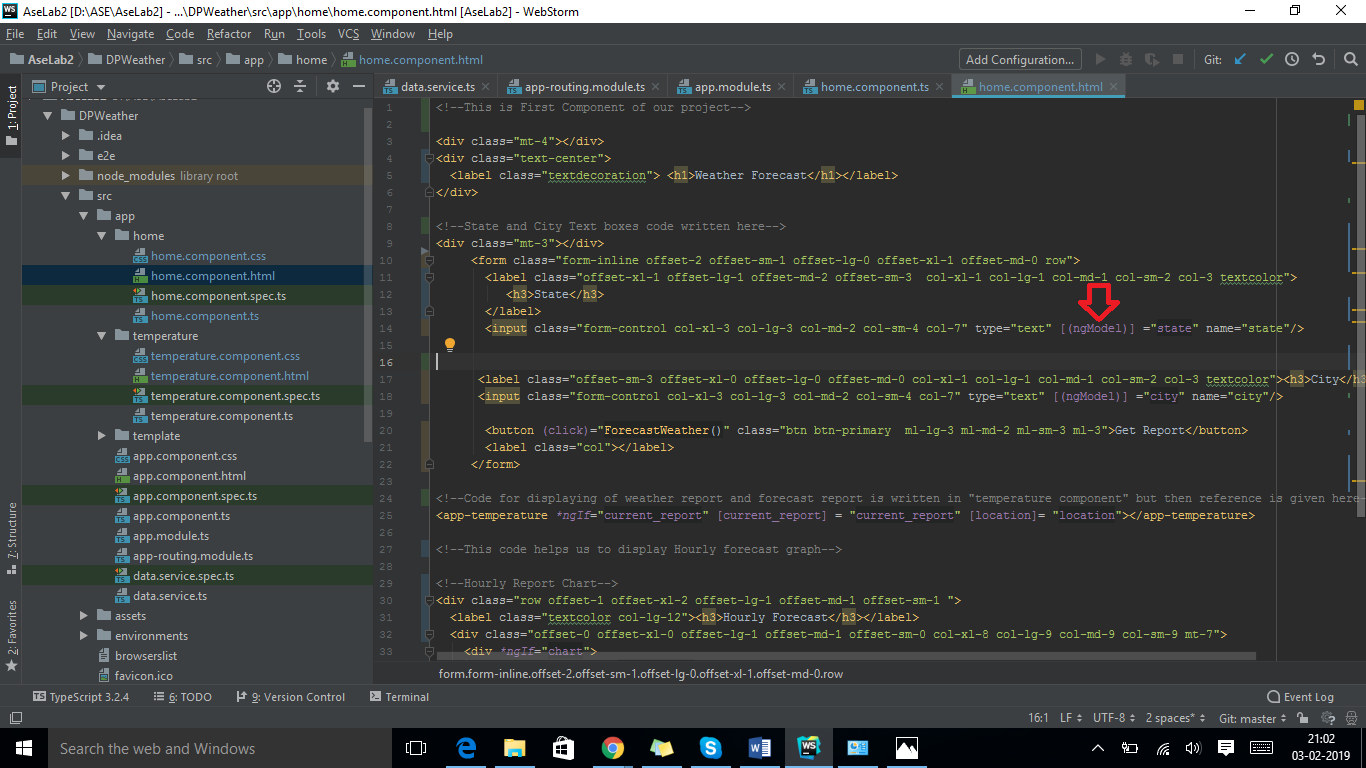 AseLab2 [D:\ASE\AseLab2] - ...\DPWeather\src\app\home\home.component.html [AseLab2] - WebStorm
File Edit View Navigate Code Refactor Run Tools VCS Window Help
AseLab2 DPWeather src app home home.component.html Add Configuration... Git:
Project
data.service.ts app-routing.module.ts app.module.ts home.component.ts home.component.html
1: Project
7: Structure
2: Favorites
DPWeather
.idea
e2e
node_modules library root
src
app
home
home.component.css
home.component.html
home.component.spec.ts
home.component.ts
temperature
temperature.component.css
temperature.component.html
temperature.component.spec.ts
temperature.component.ts
template
app.component.css
app.component.html
app.component.spec.ts
app.component.ts
app.module.ts
app-routing.module.ts
data.service.spec.ts
data.service.ts
assets
environments
browserslist
favicon.ico
1 <!--This is First Component of our project-->
2
3 <div class="mt-4"></div>
4 <div class="text-center">
5 <label class="textdecoration"> <h1>Weather Forecast</h1></label>
6 </div>
7
8 <!--State and City Text boxes code written here-->
9 <div class="mt-3"></div>
10 <form class="form-inline offset-2 offset-sm-1 offset-lg-0 offset-xl-1 offset-md-0 row">
11 <label class="offset-xl-1 offset-lg-1 offset-md-2 offset-sm-3  col-xl-1 col-lg-1 col-md-1 col-sm-2 col-3 textcolor">
12 <h3>State</h3>
13 </label>
14 <input class="form-control col-xl-3 col-lg-3 col-md-2 col-sm-4 col-7" type="text" [(ngModel)] ="state" name="state"/>
15
16
17 <label class="offset-sm-3 offset-xl-0 offset-lg-0 offset-md-0 col-xl-1 col-lg-1 col-md-1 col-sm-2 col-3 textcolor"><h3>City</h3
18 <input class="form-control col-xl-3 col-lg-3 col-md-2 col-sm-4 col-7" type="text" [(ngModel)] ="city" name="city"/>
19
20 <button (click)="ForecastWeather()" class="btn btn-primary  ml-lg-3 ml-md-2 ml-sm-3 ml-3">Get Report</button>
21 <label class="col"></label>
22 </form>
23
24 <!--Code for displaying of weather report and forecast report is written in "temperature component" but then reference is given here
25 <app-temperature *ngIf="current_report" [current_report] = "current_report" [location]= "location"></app-temperature>
26
27 <!--This code helps us to display Hourly forecast graph-->
28
29 <!--Hourly Report Chart-->
30 <div class="row offset-1 offset-xl-2 offset-lg-1 offset-md-1 offset-sm-1 ">
31 <label class="textcolor col-lg-12"><h3>Hourly Forecast</h3></label>
32 <div class="offset-0 offset-xl-0 offset-lg-1 offset-md-1 offset-sm-0 col-xl-8 col-lg-9 col-md-9 col-sm-9 mt-7">
33 <div *ngIf="chart">
form.form-inline.offset-2.offset-sm-1.offset-lg-0.offset-xl-1.offset-md-0.row
TypeScript 3.2.4 6: TODO 9: Version Control Terminal Event Log
16:1 LF UTF-8 2 spaces* Git: master
Search the web and Windows
21:02
03-02-2019